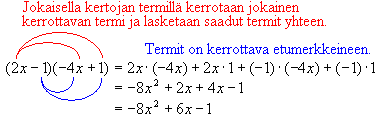 Jokaisella kertojan termillä kerrotaan jokainen
kerrottavan termi ja lasketaan saadut termit yhteen.
Termit on kerrottava etumerkkeineen.
(2x−1)(−4x+1) = 2x·(−4x) + 2x·1 + (−1)·(−4x) + (−1)·1
= −8x² + 2x + 4x − 1
= −8x² + 6x − 1